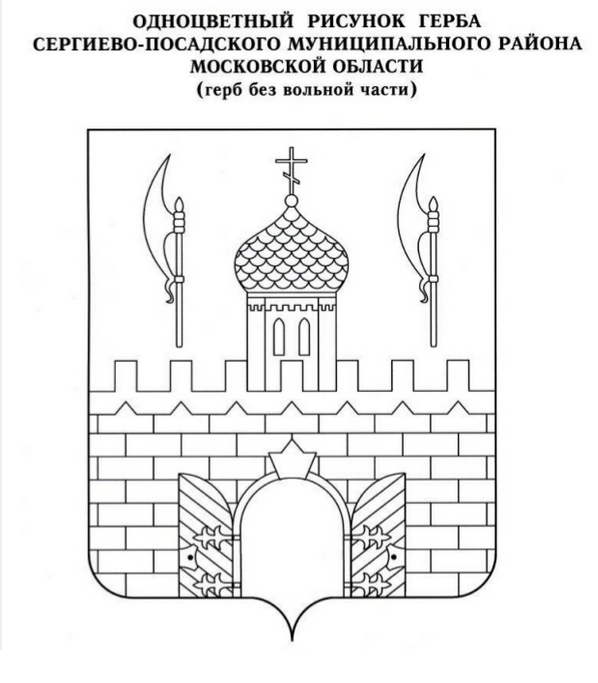 ОДНОЦВЕТНЫЙ РИСУНОК ГЕРБА
СЕРГИЕВО-ПОСАДСКОГО МУНИЦИПАЛЬНОГО РАЙОНА
МОСКОВСКОЙ ОБЛАСТИ
(герб без вольной части)